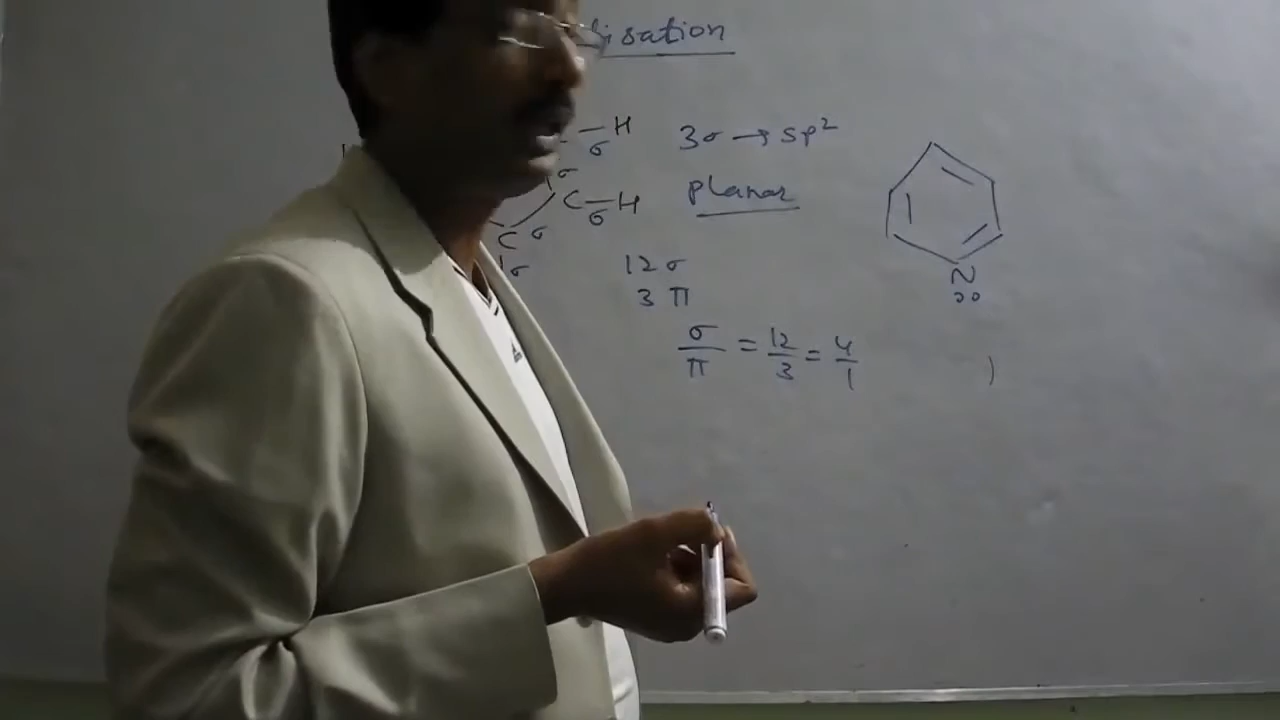 isation
— H 3σ → sp²
σ
σ
C — H planar
σ
C σ
σ 12 σ
3 π
N
σ/π = 12/3 = 4/1
)